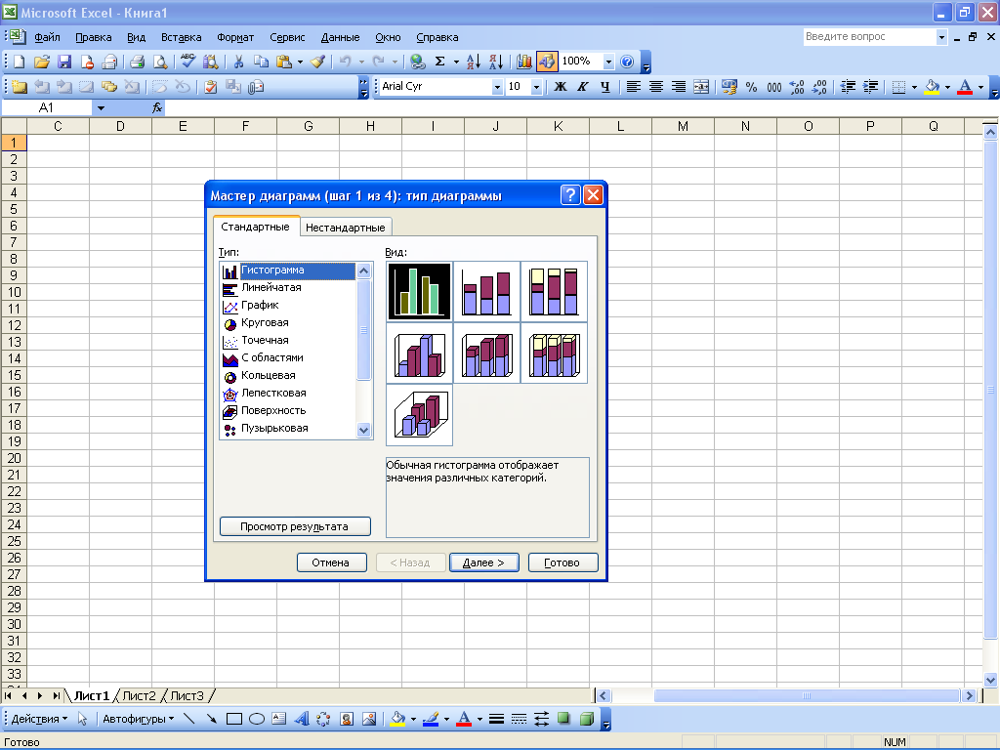 Microsoft Excel - Книга1
Файл Правка Вид Вставка Формат Сервис Данные Окно Справка Введите вопрос
Σ 100%
Arial Cyr 10 Ж К Ч % 000
A1 fx
C D E F G H I J K L M N O P Q
1
2
3
4
5
6
7
8
9
10
11
12
13
14
15
16
17
18
19
20
21
22
23
24
25
26
27
28
29
30
31
32
33
Мастер диаграмм (шаг 1 из 4): тип диаграммы
Стандартные Нестандартные
Тип: Вид:
Гистограмма
Линейчатая
График
Круговая
Точечная
С областями
Кольцевая
Лепестковая
Поверхность
Пузырьковая
Обычная гистограмма отображает
значения различных категорий.
Просмотр результата
Отмена < Назад Далее > Готово
Лист1 Лист2 Лист3
Действия Автофигуры
Готово NUM